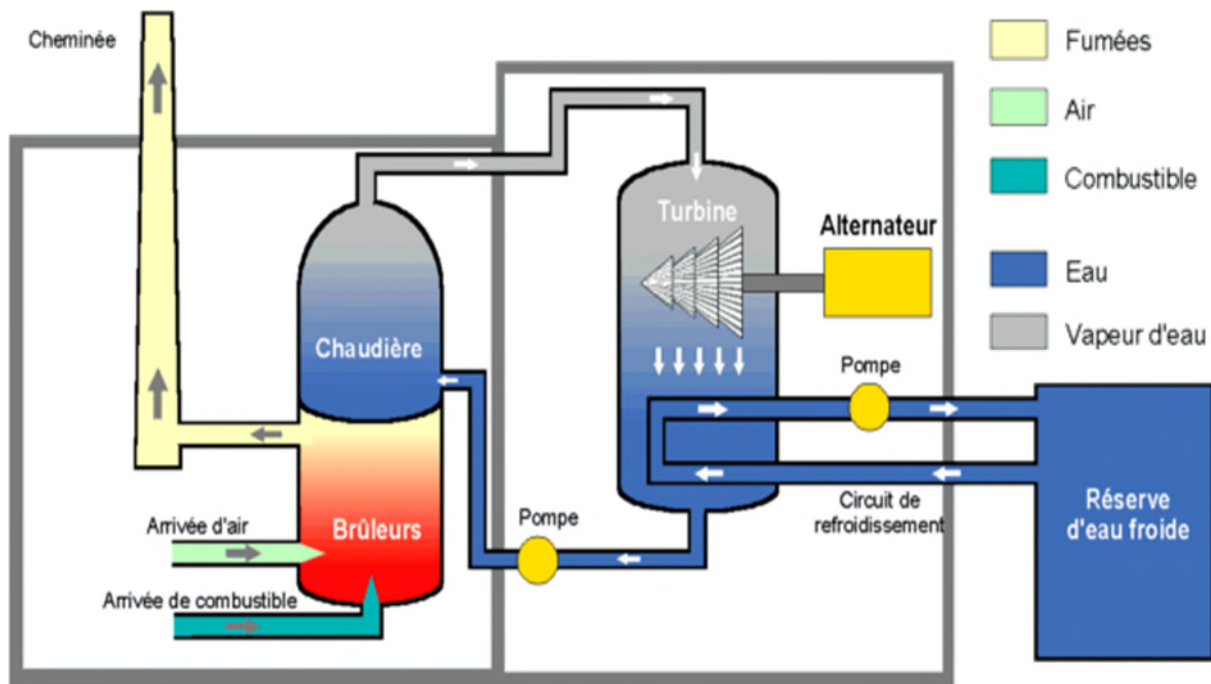 Cheminée
Fumées
Air
Combustible
Eau
Vapeur d'eau
Turbine
Alternateur
Chaudière
Pompe
Brûleurs
Arrivée d'air
Arrivée de combustible
Pompe
Circuit de
refroidissement
Réserve
d'eau froide